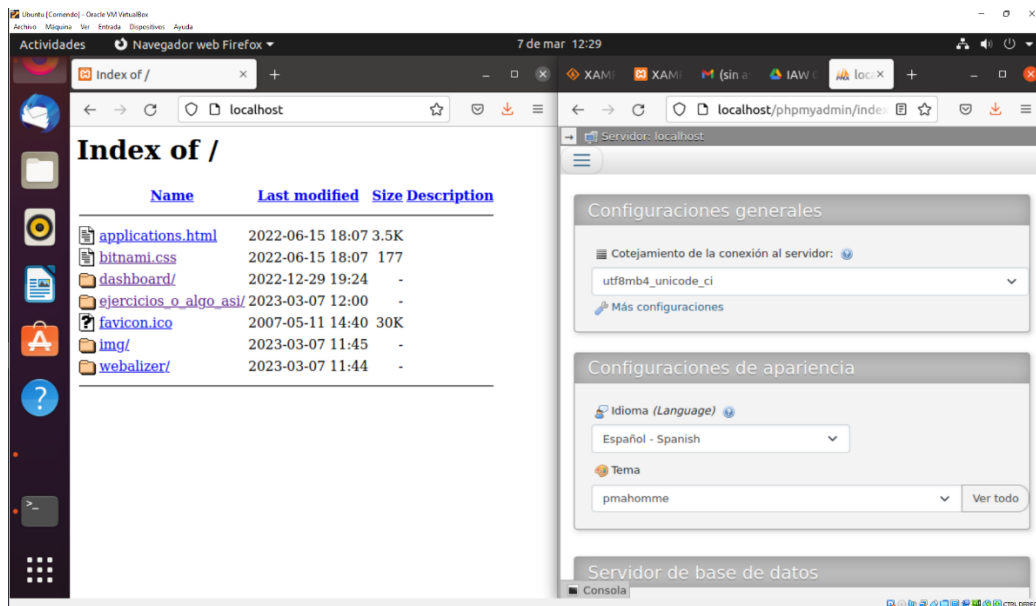 Ubuntu [Corriendo] - Oracle VM VirtualBox
Archivo Máquina Ver Entrada Dispositivos Ayuda
Actividades Navegador web Firefox 7 de mar 12:29
Index of /
XAMP XAMP (sin a IAW C loca
localhost
localhost/phpmyadmin/index
Index of /
Name Last modified Size Description
applications.html 2022-06-15 18:07 3.5K
bitnami.css 2022-06-15 18:07 177
dashboard/ 2022-12-29 19:24 -
ejercicios_o_algo_asi/ 2023-03-07 12:00 -
favicon.ico 2007-05-11 14:40 30K
img/ 2023-03-07 11:45 -
webalizer/ 2023-03-07 11:44 -
Servidor: localhost
Configuraciones generales
Cotejamiento de la conexión al servidor:
utf8mb4_unicode_ci
Más configuraciones
Configuraciones de apariencia
Idioma (Language)
Español - Spanish
Tema
pmahomme
Ver todo
Servidor de base de datos
Consola